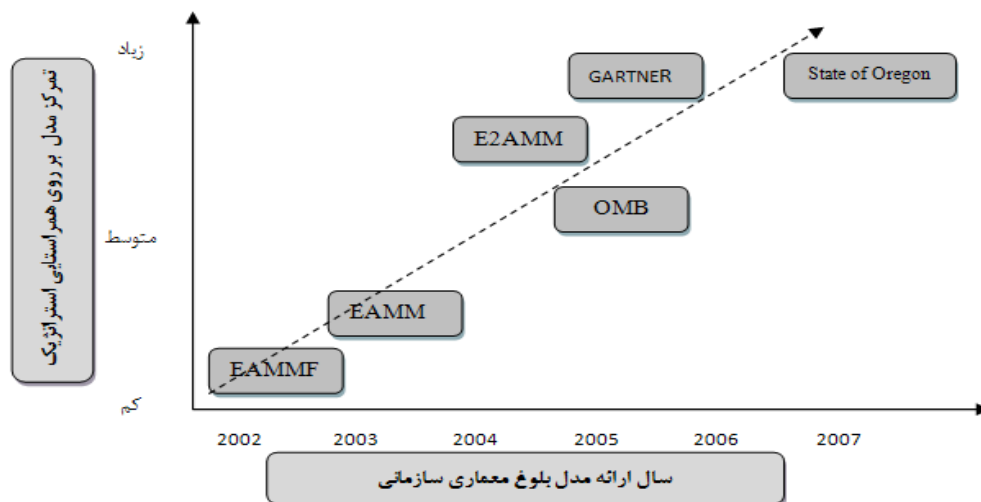 زیاد
GARTNER
State of Oregon
E2AMM
تمرکز مدل بر روی همراستایی استراتژیک
OMB
متوسط
EAMM
EAMMF
کم
2002 2003 2004 2005 2006 2007
سال ارائه مدل بلوغ معماری سازمانی